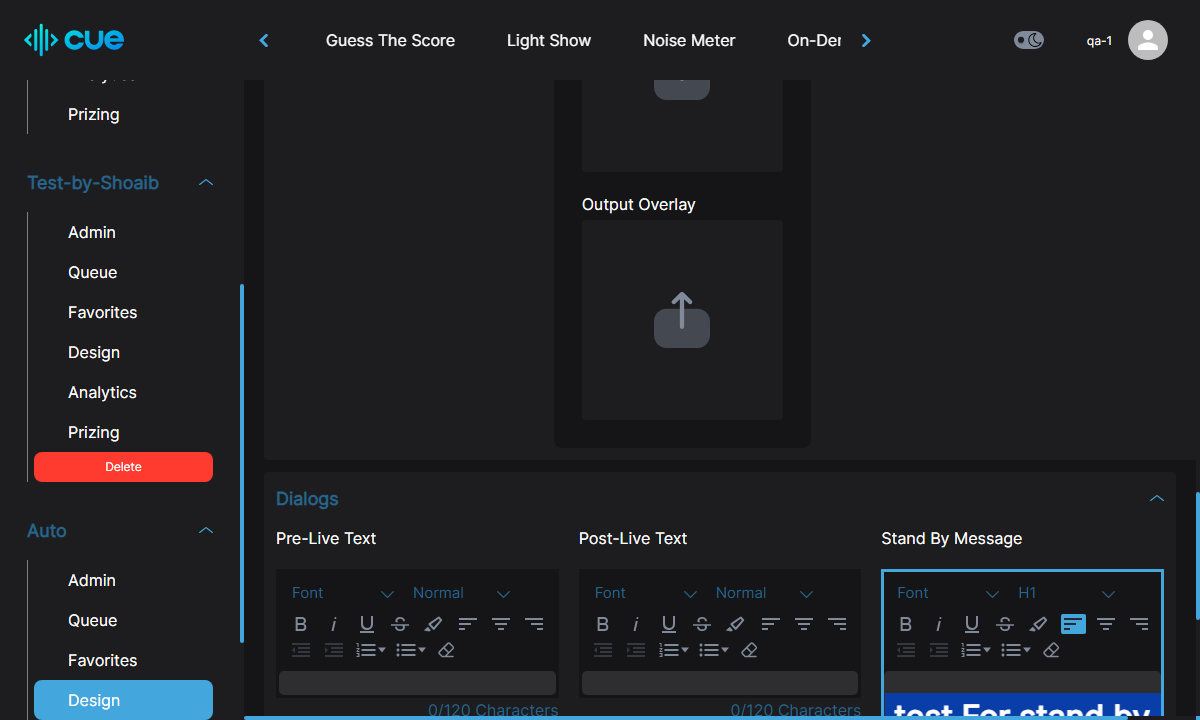 cue
Guess The Score
Light Show
Noise Meter
On-Der
qa-1
Prizing
Test-by-Shoaib
Admin
Queue
Favorites
Design
Analytics
Prizing
Delete
Auto
Admin
Queue
Favorites
Design
Output Overlay
Dialogs
Pre-Live Text
Font
Normal
0/120 Characters
Post-Live Text
Font
Normal
0/120 Characters
Stand By Message
Font
H1
test For stand by